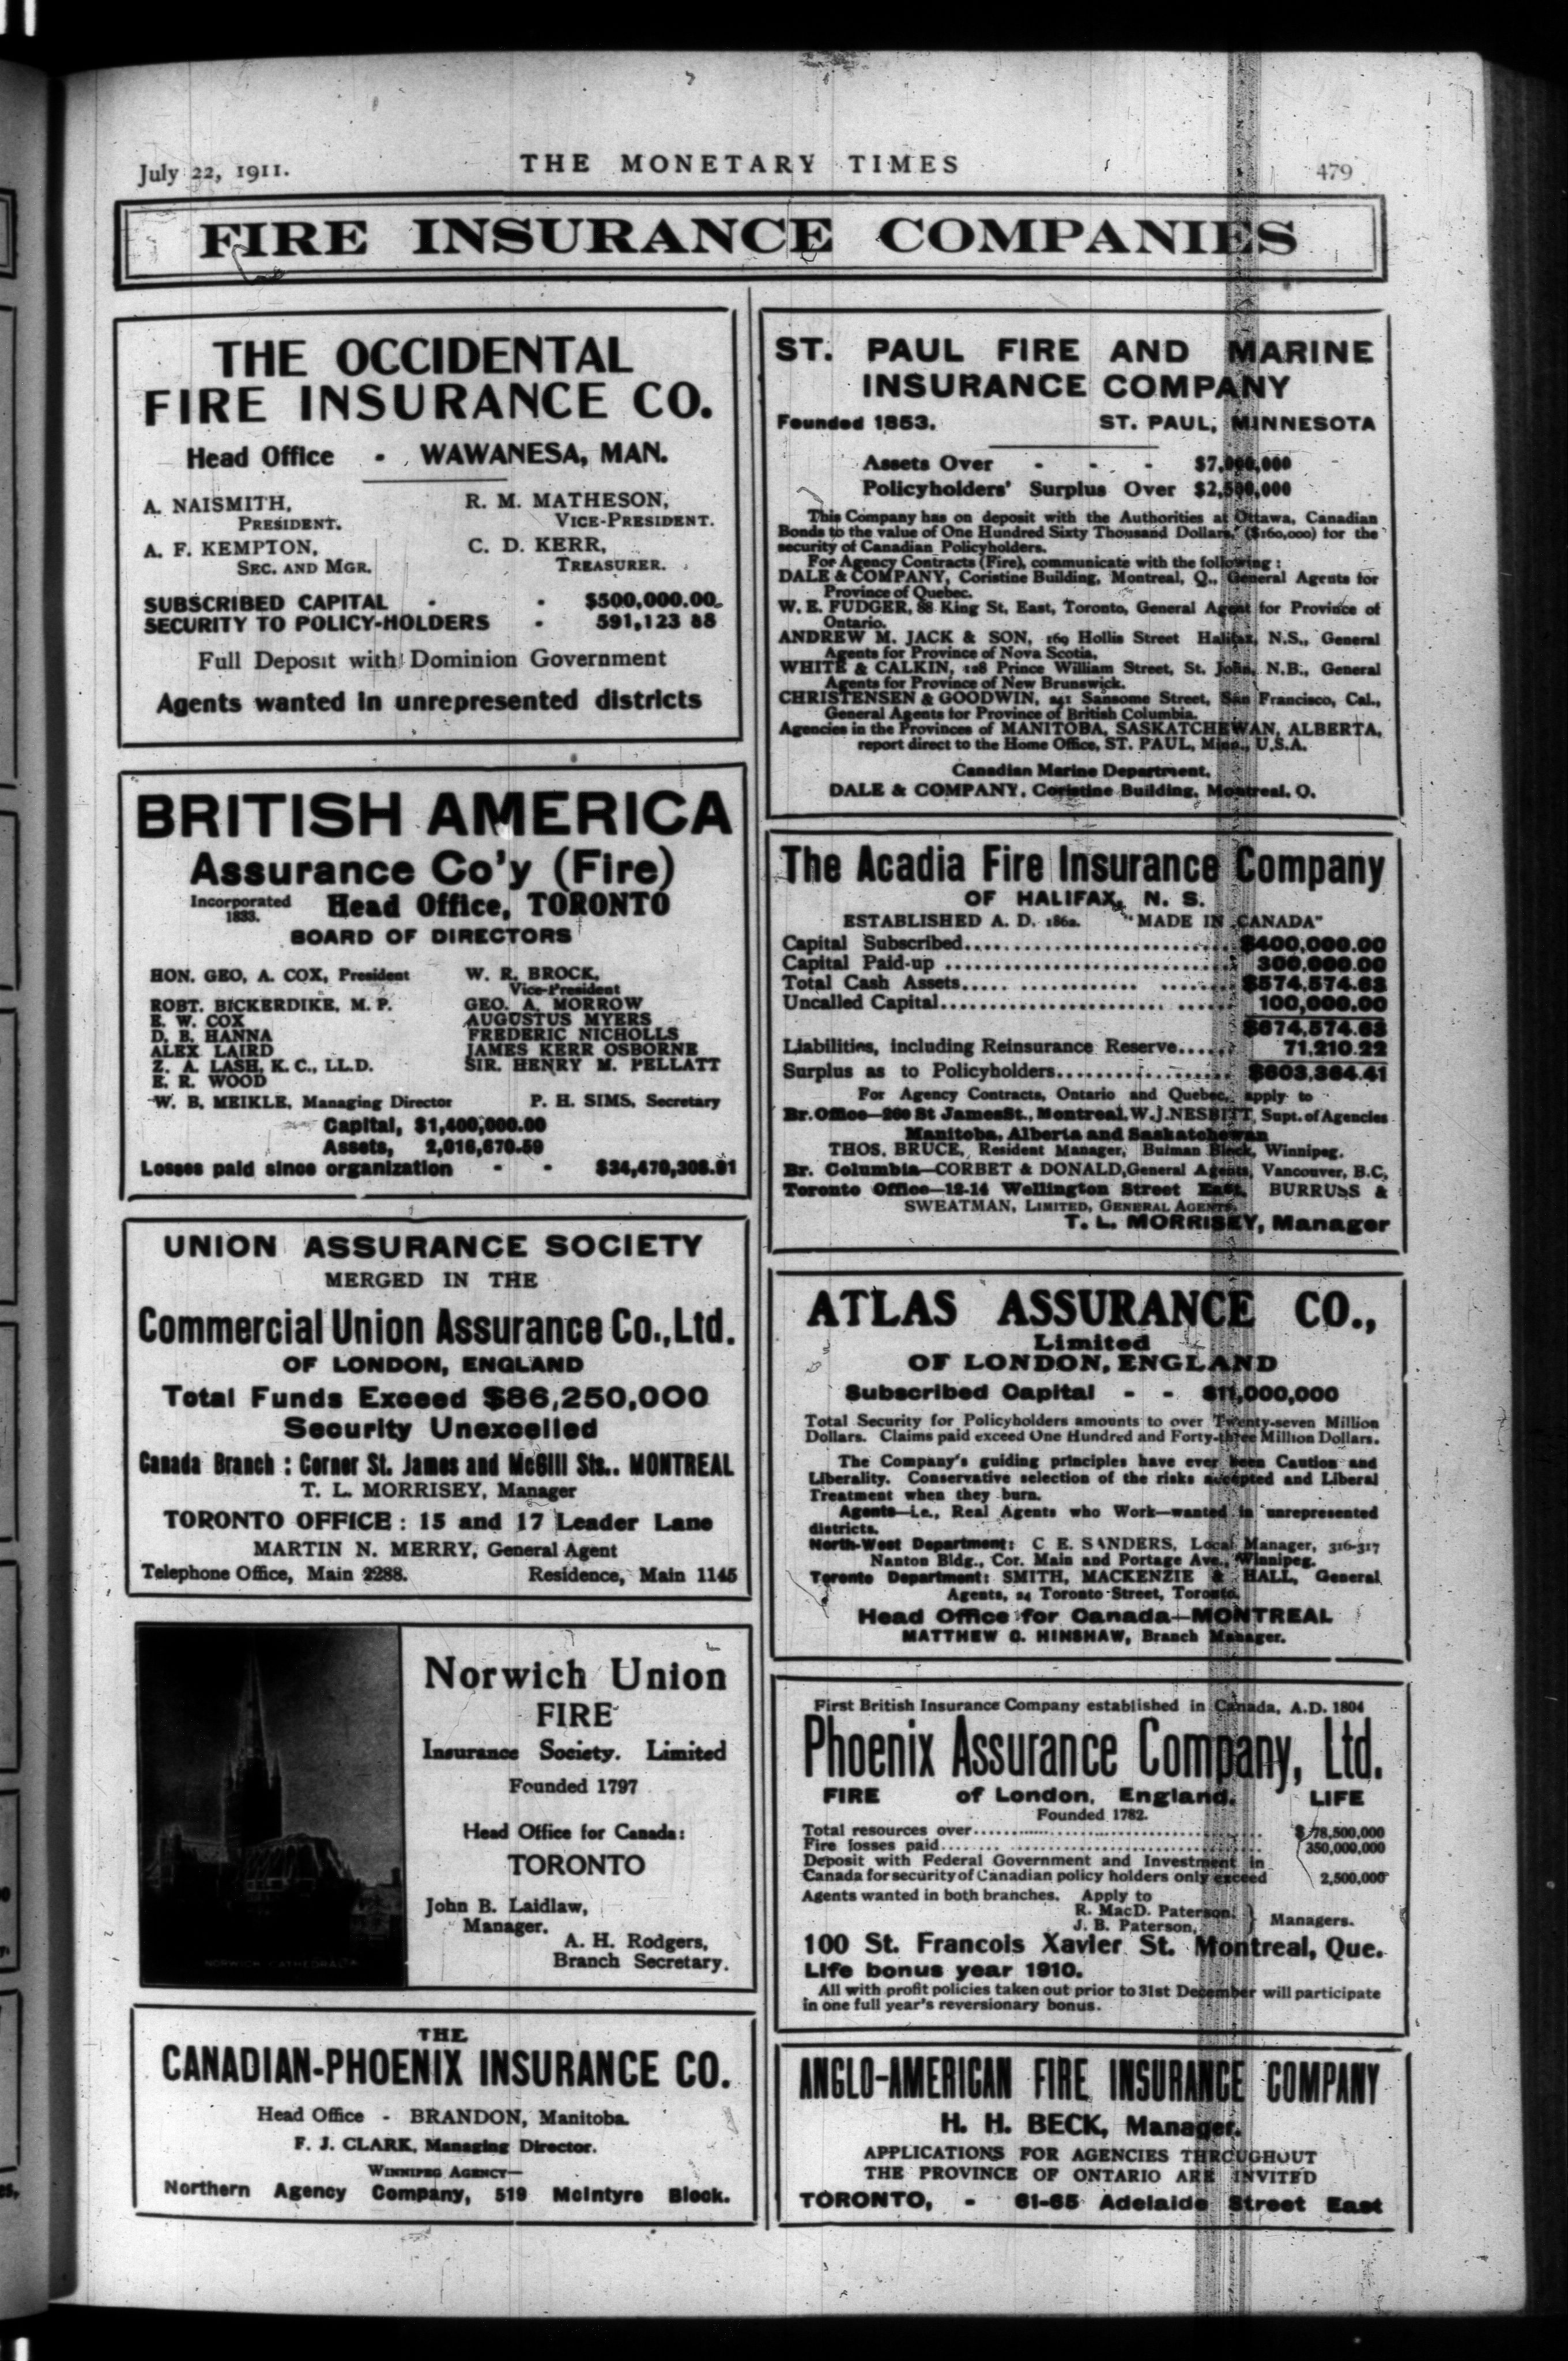 July 22, 1911.
THE MONETARY TIMES
479
FIRE INSURANCE COMPANIES
THE OCCIDENTAL
FIRE INSURANCE CO.
Head Office - WAWANESA, MAN.
A. NAISMITH,
PRESIDENT.
R. M. MATHESON,
VICE-PRESIDENT.
A. F. KEMPTON,
SEC. AND MGR.
C. D. KERR,
TREASURER.
SUBSCRIBED CAPITAL - - $500,000.00
SECURITY TO POLICY-HOLDERS - 591,123 88
Full Deposit with Dominion Government
Agents wanted in unrepresented districts
BRITISH AMERICA
Assurance Co'y (Fire)
Incorporated
1833.
Head Office, TORONTO
BOARD OF DIRECTORS
HON. GEO, A. COX, President
W. R. BROCK,
Vice-President
ROBT. BICKERDIKE, M. P.
GEO. A. MORROW
E. W. COX
AUGUSTUS MYERS
D. B. HANNA
FREDERIC NICHOLLS
ALEX LAIRD
JAMES KERR OSBORNE
Z. A. LASH, K. C., LL.D.
SIR. HENRY M. PELLATT
E. R. WOOD
W. B. MEIKLE, Managing Director
P. H. SIMS, Secretary
Capital, $1,400,000.00
Assets, 2,016,670.59
Losses paid since organization - - $34,470,308.91
UNION ASSURANCE SOCIETY
MERGED IN THE
Commercial Union Assurance Co., Ltd.
OF LONDON, ENGLAND
Total Funds Exceed $86,250,000
Security Unexcelled
Canada Branch : Corner St. James and McGill Sts.. MONTREAL
T. L. MORRISEY, Manager
TORONTO OFFICE : 15 and 17 Leader Lane
MARTIN N. MERRY, General Agent
Telephone Office, Main 2288. Residence, Main 1145
NORWICH CATHEDRAL
Norwich Union
FIRE
Insurance Society. Limited
Founded 1797
Head Office for Canada:
TORONTO
John B. Laidlaw,
Manager.
A. H. Rodgers,
Branch Secretary.
THE
CANADIAN-PHOENIX INSURANCE CO.
Head Office - BRANDON, Manitoba.
F. J. CLARK, Managing Director.
WINNIPEG AGENCY—
Northern Agency Company, 519 McIntyre Block.
ST. PAUL FIRE AND MARINE
INSURANCE COMPANY
Founded 1853. ST. PAUL, MINNESOTA
Assets Over - - - $7,000,000
Policyholders' Surplus Over $2,500,000
This Company has on deposit with the Authorities at Ottawa, Canadian
Bonds to the value of One Hundred Sixty Thousand Dollars, ($160,000) for the
security of Canadian Policyholders.
For Agency Contracts (Fire), communicate with the following :
DALE & COMPANY, Coristine Building, Montreal, Q., General Agents for
Province of Quebec.
W. E. FUDGER, 88 King St. East, Toronto, General Agent for Province of
Ontario.
ANDREW M. JACK & SON, 169 Hollis Street Halifax, N.S., General
Agents for Province of Nova Scotia.
WHITE & CALKIN, 128 Prince William Street, St. John, N.B., General
Agents for Province of New Brunswick.
CHRISTENSEN & GOODWIN, 241 Sansome Street, San Francisco, Cal.,
General Agents for Province of British Columbia.
Agencies in the Provinces of MANITOBA, SASKATCHEWAN, ALBERTA,
report direct to the Home Office, ST. PAUL, Minn., U.S.A.
Canadian Marine Department,
DALE & COMPANY, Coristine Building, Montreal, Q.
The Acadia Fire Insurance Company
OF HALIFAX, N. S.
ESTABLISHED A. D. 1862. "MADE IN CANADA"
Capital Subscribed........ $400,000.00
Capital Paid-up ........ 300,000.00
Total Cash Assets........ $574,574.63
Uncalled Capital........ 100,000.00
$674,574.63
Liabilities, including Reinsurance Reserve...... 71,210.22
Surplus as to Policyholders........ $603,364.41
For Agency Contracts, Ontario and Quebec, apply to
Br. Office—260 St James St., Montreal, W. J. NESBITT, Supt. of Agencies
Manitoba, Alberta and Saskatchewan
THOS. BRUCE, Resident Manager, Bulman Block, Winnipeg.
Br. Columbia—CORBET & DONALD, General Agents, Vancouver, B.C,
Toronto Office—12-14 Wellington Street East, BURRUSS &
SWEATMAN, LIMITED, GENERAL AGENTS.
T. L. MORRISEY, Manager
ATLAS ASSURANCE CO.,
Limited
OF LONDON, ENGLAND
Subscribed Capital - - $11,000,000
Total Security for Policyholders amounts to over Twenty-seven Million
Dollars. Claims paid exceed One Hundred and Forty-three Million Dollars.
The Company's guiding principles have ever been Caution and
Liberality. Conservative selection of the risks accepted and Liberal
Treatment when they burn.
Agents—i.e., Real Agents who Work—wanted in unrepresented
districts.
North-West Department: C E. SANDERS, Local Manager, 316-317
Nanton Bldg., Cor. Main and Portage Ave., Winnipeg.
Toronto Department: SMITH, MACKENZIE & HALL, General
Agents, 24 Toronto Street, Toronto.
Head Office for Canada—MONTREAL
MATTHEW C. HINSHAW, Branch Manager.
First British Insurance Company established in Canada, A.D. 1804
Phoenix Assurance Company, Ltd.
FIRE of London, England. LIFE
Founded 1782.
Total resources over........ $ 78,500,000
Fire losses paid........ 350,000,000
Deposit with Federal Government and Investment in
Canada for security of Canadian policy holders only exceed 2,500,000
Agents wanted in both branches. Apply to
R. MacD. Paterson,
J. B. Paterson, } Managers.
100 St. Francois Xavier St. Montreal, Que.
Life bonus year 1910.
All with profit policies taken out prior to 31st December will participate
in one full year's reversionary bonus.
ANGLO-AMERICAN FIRE INSURANCE COMPANY
H. H. BECK, Manager.
APPLICATIONS FOR AGENCIES THROUGHOUT
THE PROVINCE OF ONTARIO ARE INVITED
TORONTO, - 61-65 Adelaide Street East